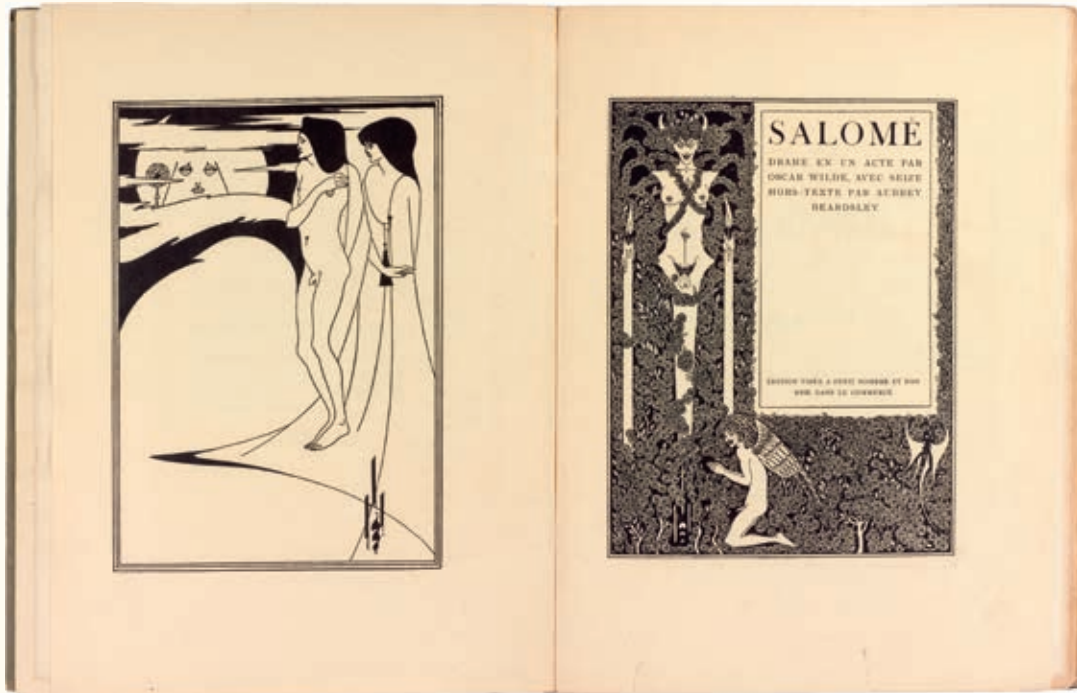 SALOMÉ
DRAME EN UN ACTE PAR
OSCAR WILDE, AVEC SEIZE
HORS-TEXTE PAR AUBREY
BEARDSLEY.
EDITION TIRÉE A PETIT NOMBRE ET NON
MISE DANS LE COMMERCE